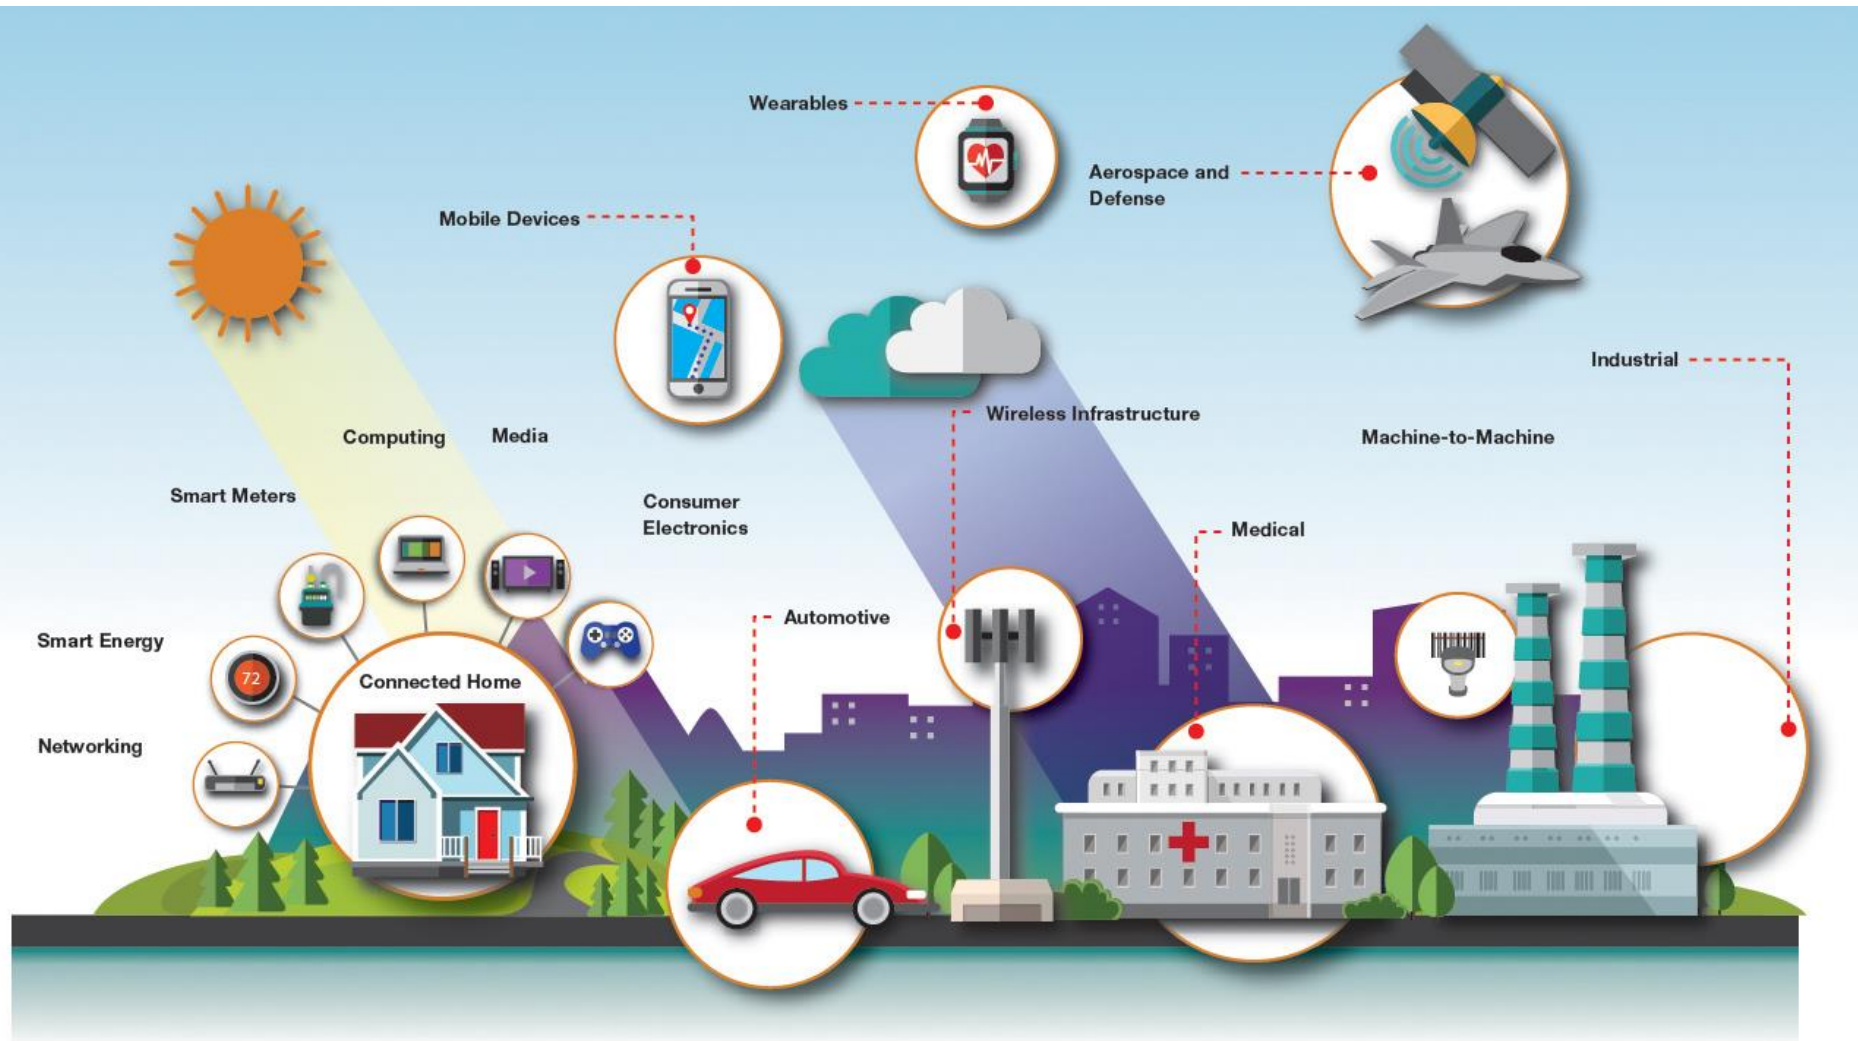 Wearables
Aerospace and
Defense
Mobile Devices
Industrial
Wireless Infrastructure
Computing
Media
Machine-to-Machine
Smart Meters
Consumer
Electronics
Medical
Automotive
Smart Energy
72
Connected Home
Networking